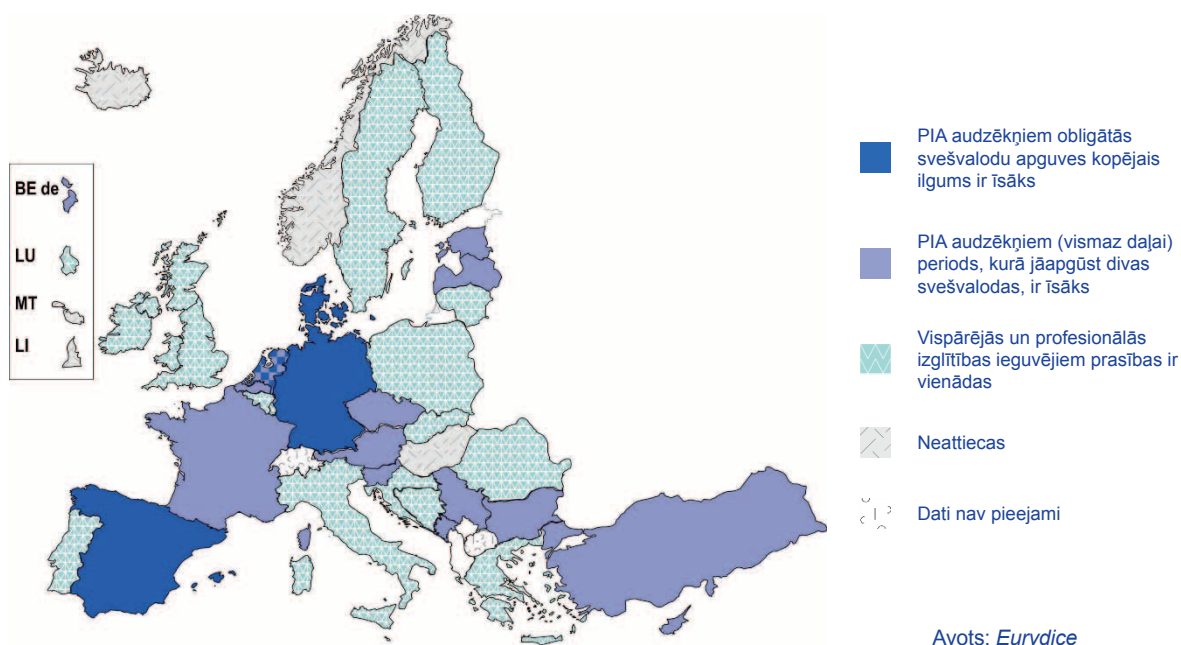 BE de
LU
MT
LI
PIA audzēkņiem obligātās
svešvalodu apguves kopējais
ilgums ir īsāks
PIA audzēkņiem (vismaz daļai)
periods, kurā jāapgūst divas
svešvalodas, ir īsāks
Vispārējās un profesionālās
izglītības ieguvējiem prasības ir
vienādas
Neattiecas
Dati nav pieejami
Avots: Eurydice